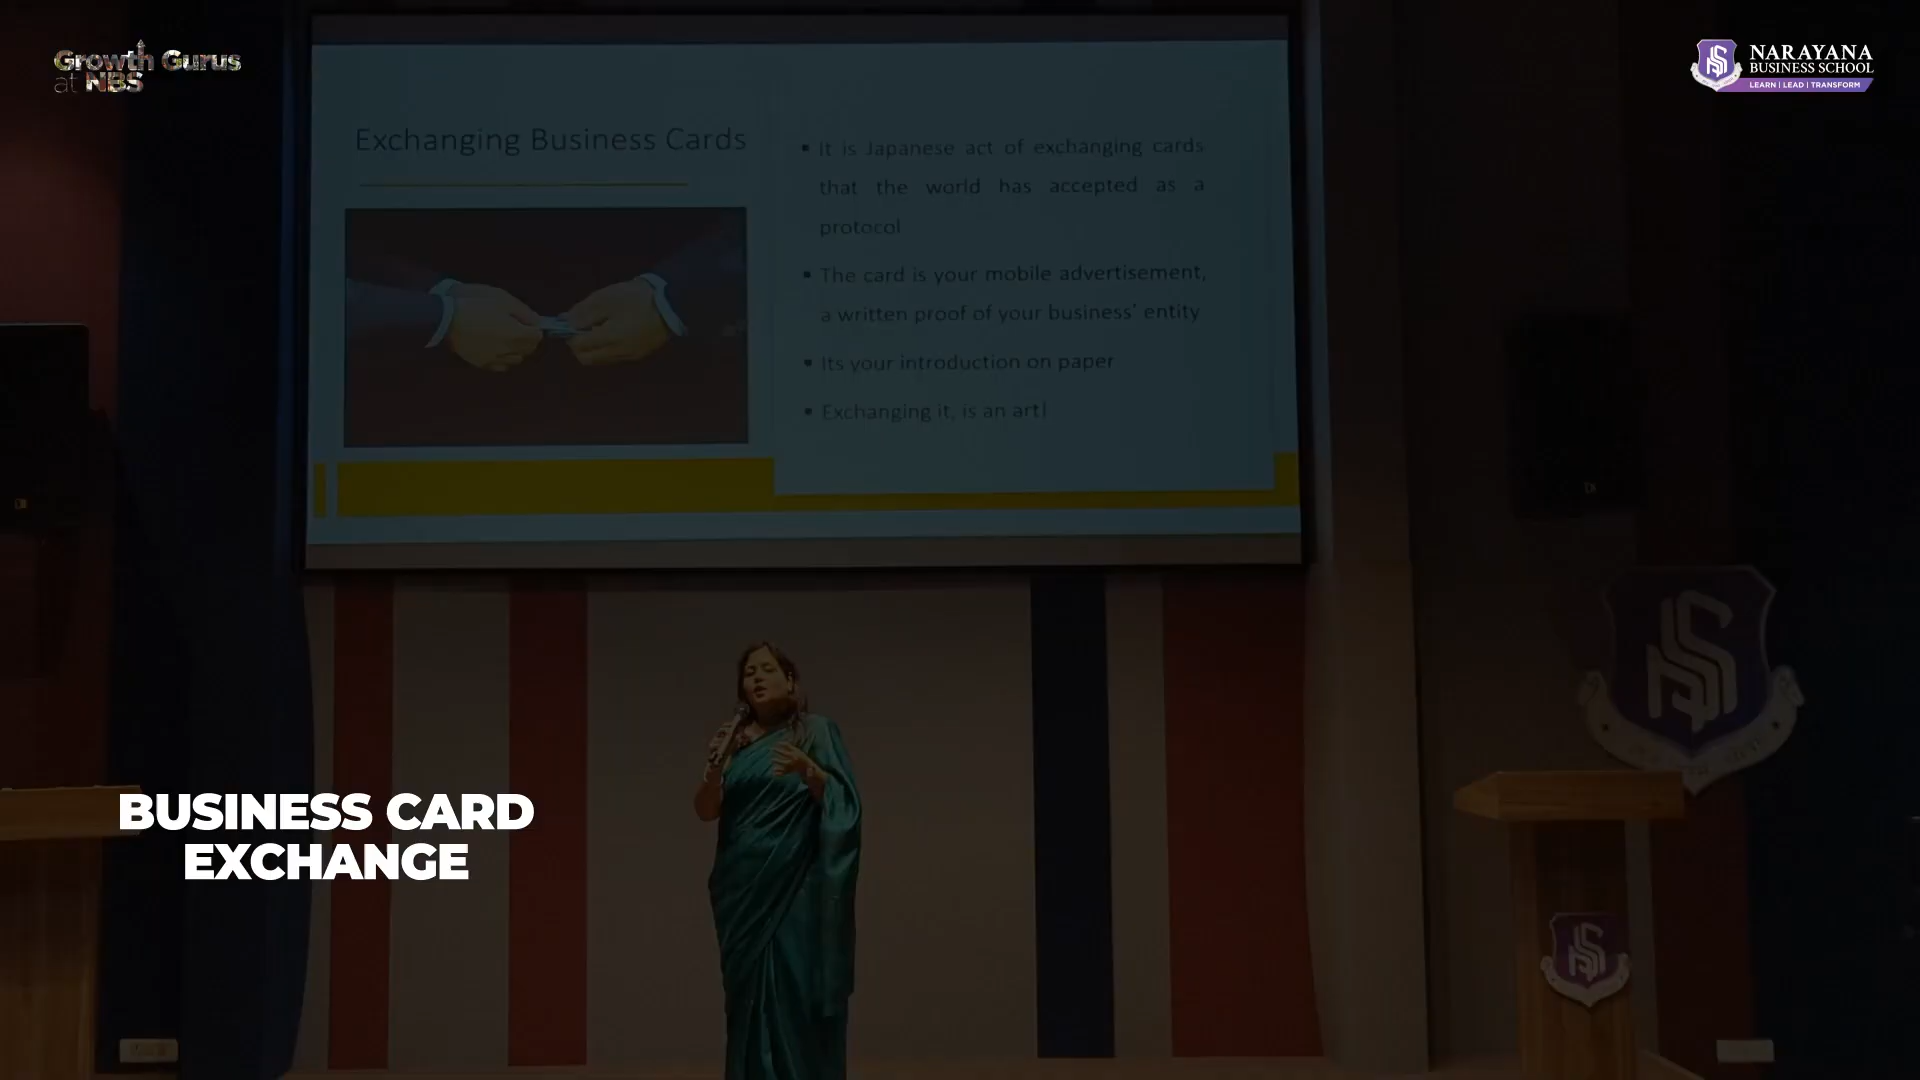 Growth Gurus
at NBS
NARAYANA
BUSINESS SCHOOL
LEARN | LEAD | TRANSFORM
Exchanging Business Cards
It is Japanese act of exchanging cards
that the world has accepted as a
protocol
The card is your mobile advertisement,
a written proof of your business' entity
Its your introduction on paper
Exchanging it, is an art!
BUSINESS CARD
EXCHANGE